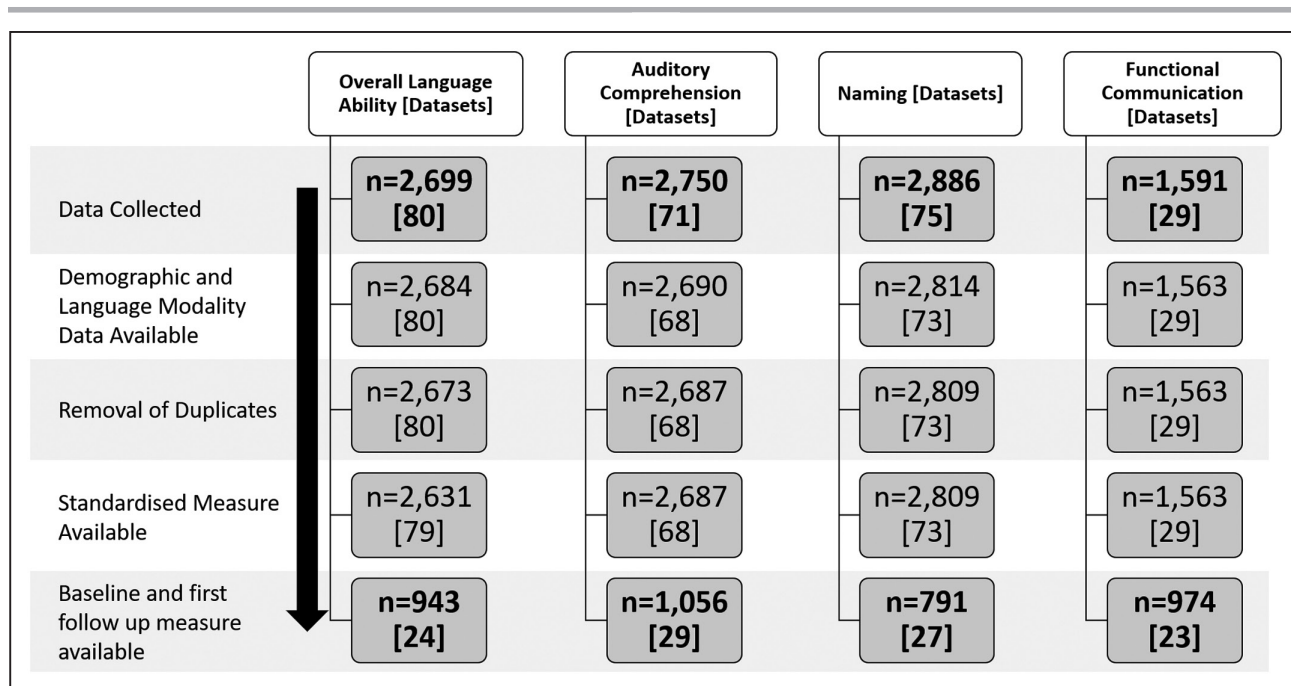 Overall Language
Ability [Datasets]
Auditory
Comprehension
[Datasets]
Naming [Datasets]
Functional
Communication
[Datasets]
Data Collected
n=2,699
[80]
n=2,750
[71]
n=2,886
[75]
n=1,591
[29]
Demographic and
Language Modality
Data Available
n=2,684
[80]
n=2,690
[68]
n=2,814
[73]
n=1,563
[29]
Removal of Duplicates
n=2,673
[80]
n=2,687
[68]
n=2,809
[73]
n=1,563
[29]
Standardised Measure
Available
n=2,631
[79]
n=2,687
[68]
n=2,809
[73]
n=1,563
[29]
Baseline and first
follow up measure
available
n=943
[24]
n=1,056
[29]
n=791
[27]
n=974
[23]